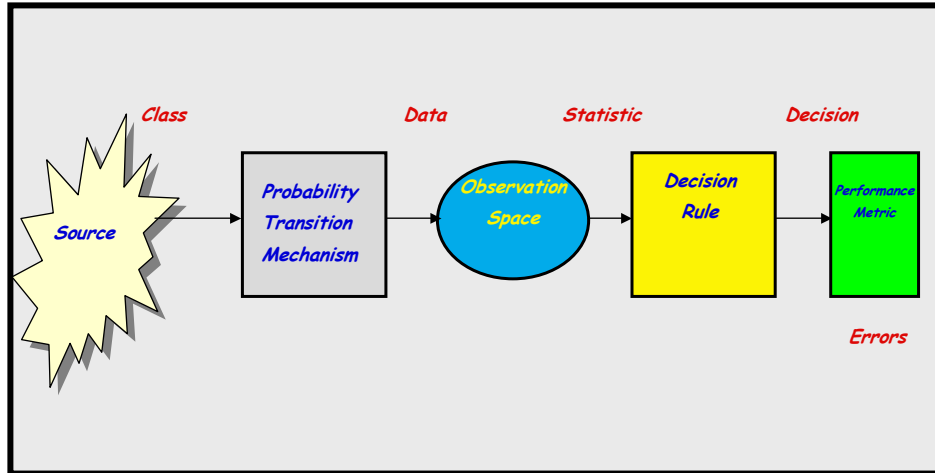 Class
Data
Statistic
Decision
Source
Probability
Transition
Mechanism
Observation
Space
Decision
Rule
Performance
Metric
Errors